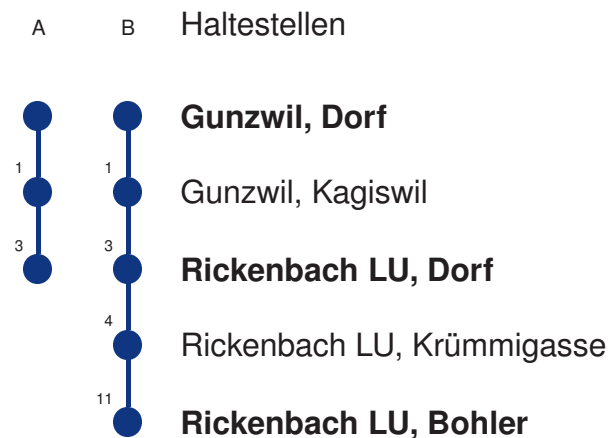 A B Haltestellen
Gunzwil, Dorf
1 1 Gunzwil, Kagiswil
3 3 Rickenbach LU, Dorf
4 Rickenbach LU, Krümmigasse
11 Rickenbach LU, Bohler